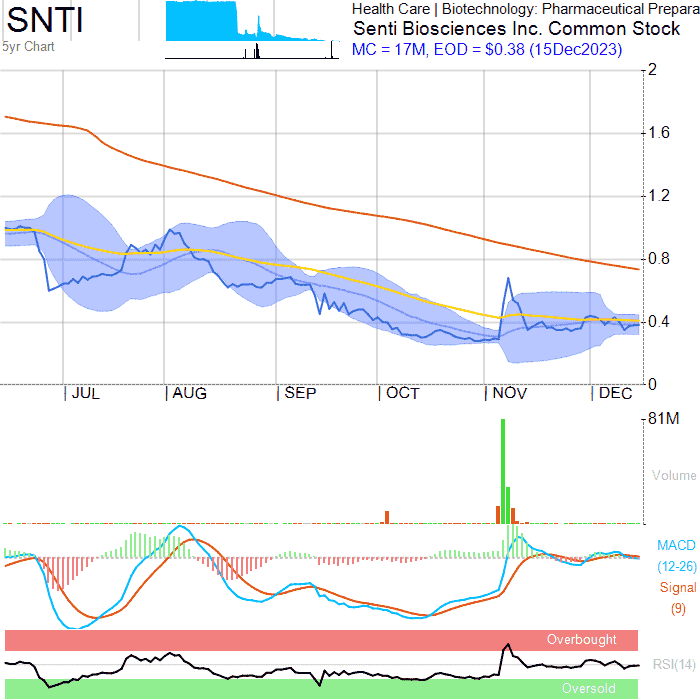 SNTI
5yr Chart
Health Care | Biotechnology: Pharmaceutical Prepara
Senti Biosciences Inc. Common Stock
MC = 17M, EOD = $0.38 (15Dec2023)
2
1.6
1.2
0.8
0.4
0
JUL AUG SEP OCT NOV DEC
81M
Volume
MACD
(12-26)
Signal
(9)
Overbought
RSI(14)
Oversold